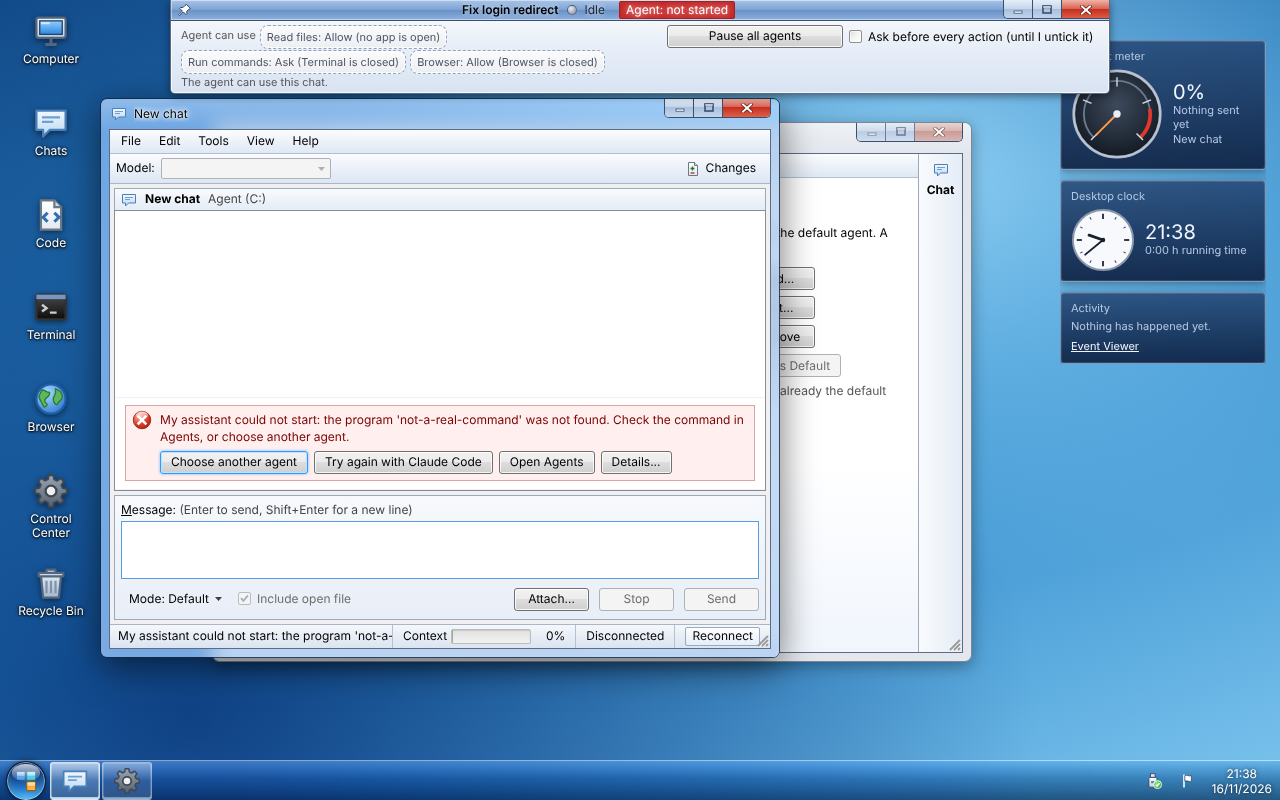 Fix login redirect Idle Agent: not started
Agent can use Read files: Allow (no app is open) Pause all agents Ask before every action (until I untick it)
Run commands: Ask (Terminal is closed) Browser: Allow (Browser is closed)
The agent can use this chat.
Computer
Chats
Code
Terminal
Browser
Control Center
Recycle Bin
New chat
File Edit Tools View Help
Model: Changes
New chat Agent (C:)
My assistant could not start: the program 'not-a-real-command' was not found. Check the command in
Agents, or choose another agent.
Choose another agent Try again with Claude Code Open Agents Details...
Message: (Enter to send, Shift+Enter for a new line)
Mode: Default Include open file Attach... Stop Send
My assistant could not start: the program 'not-a- Context 0% Disconnected Reconnect
Chat
the default agent. A
Default
already the default
meter
0%
Nothing sent
yet
New chat
Desktop clock
21:38
0:00 h running time
Activity
Nothing has happened yet.
Event Viewer
21:38
16/11/2026